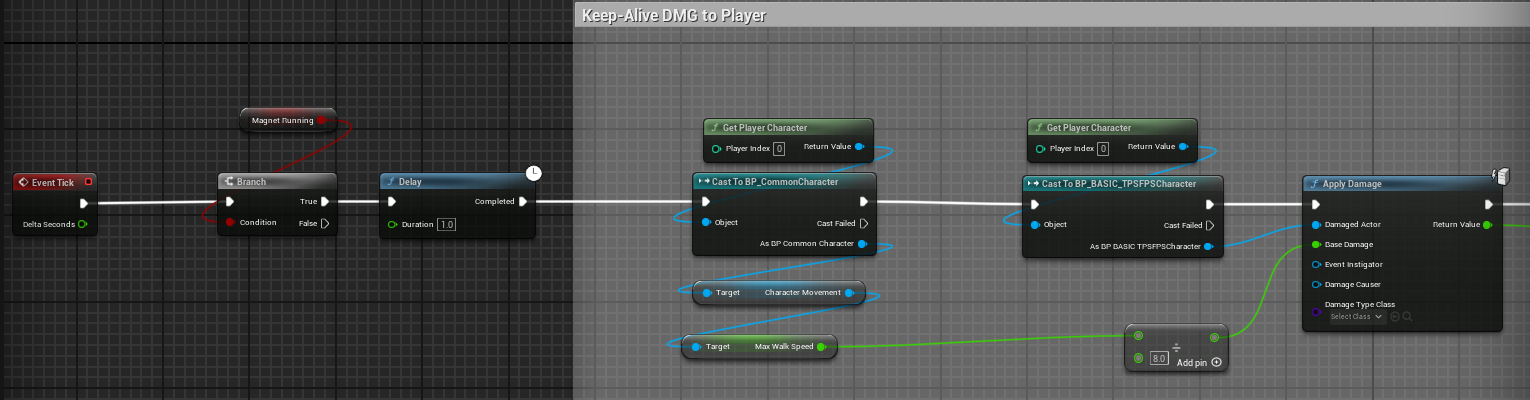 Keep-Alive DMG to Player
Magnet Running
Event Tick
Delta Seconds
Branch
True
Condition
False
Delay
Completed
Duration 1.0
Get Player Character
Player Index 0
Return Value
Cast To BP_CommonCharacter
Object
Cast Failed
As BP Common Character
Target
Character Movement
Target
Max Walk Speed
Get Player Character
Player Index 0
Return Value
Cast To BP_BASIC_TPSFPSCharacter
Object
Cast Failed
As BP BASIC TPSFPSCharacter
÷
8.0
Add pin
Apply Damage
Damaged Actor
Return Value
Base Damage
Event Instigator
Damage Causer
Damage Type Class
Select Class